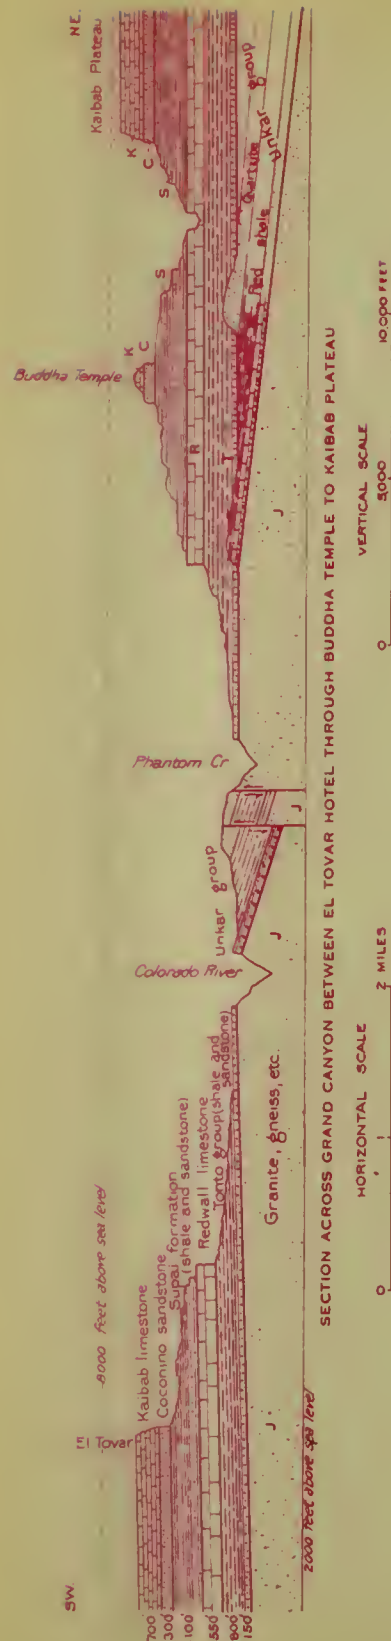 SW.
NE.
8000 feet above sea level
El Tovar
Buddha Temple
Kaibab Plateau
Kaibab limestone
Coconino sandstone
Supai formation
(shale and sandstone)
Redwall limestone
Tonto group (shale and
sandstone)
Colorado River
Unkar group
Phantom Cr
K
C
S
R
T
K
C
S
Quartzite
Red shale
Unkar group
700
300
100
550
800
150
Granite, gneiss, etc.
J
J
J
J
2000 feet above sea level
SECTION ACROSS GRAND CANYON BETWEEN EL TOVAR HOTEL THROUGH BUDDHA TEMPLE TO KAIBAB PLATEAU
HORIZONTAL SCALE
0 1 2 MILES
VERTICAL SCALE
0 5,000 10,000 FEET